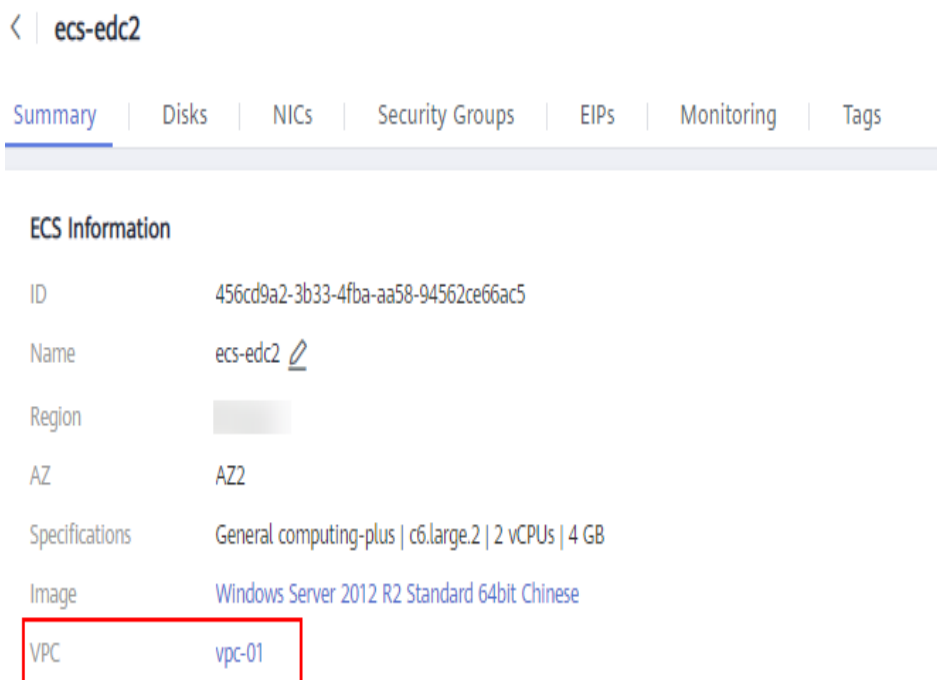 ecs-edc2
Summary Disks NICs Security Groups EIPs Monitoring Tags
ECS Information
ID 456cd9a2-3b33-4fba-aa58-94562ce66ac5
Name ecs-edc2
Region
AZ AZ2
Specifications General computing-plus | c6.large.2 | 2 vCPUs | 4 GB
Image Windows Server 2012 R2 Standard 64bit Chinese
VPC vpc-01